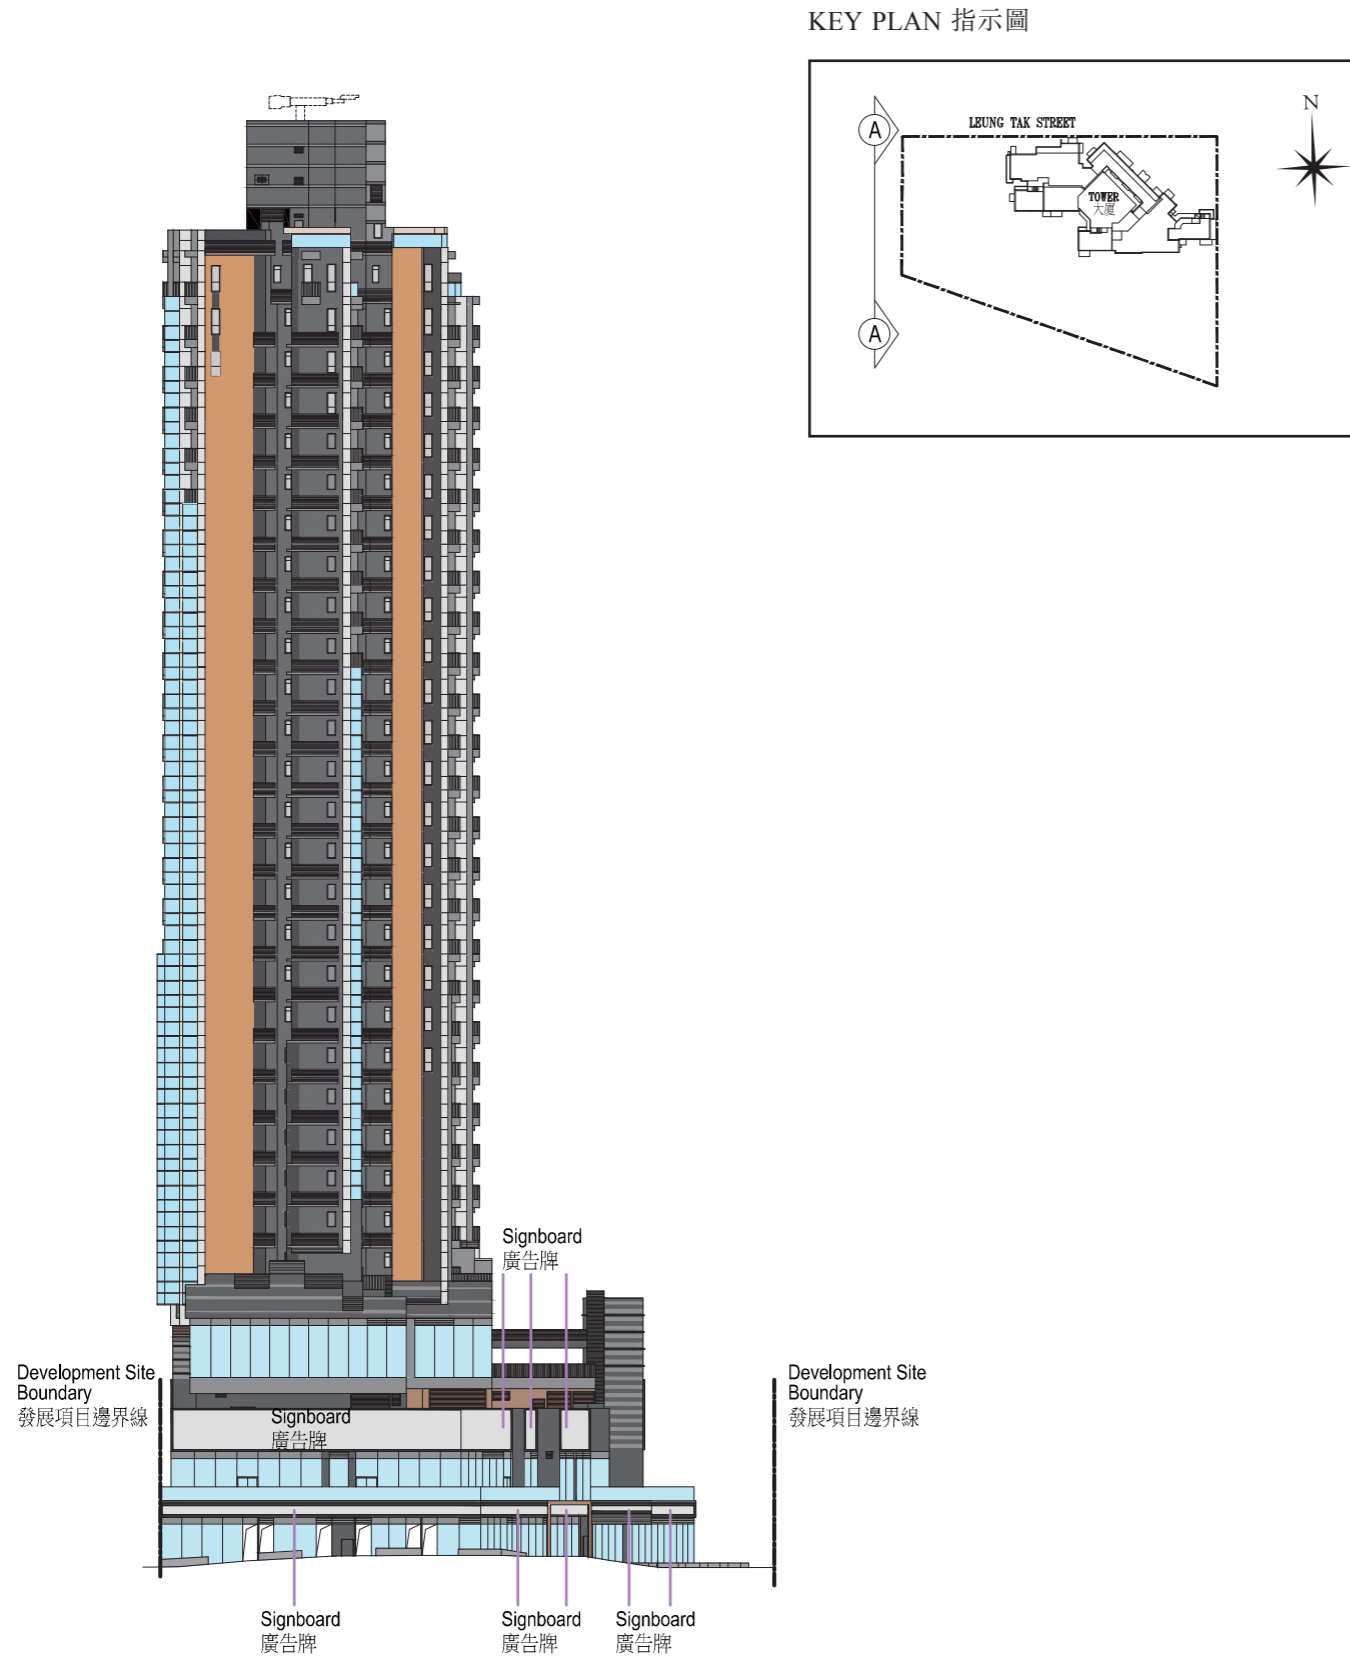 KEY PLAN 指示圖
N
A
LEUNG TAK STREET
TOWER
大廈
A
Signboard
廣告牌
Development Site
Boundary
發展項目邊界線
Development Site
Boundary
發展項目邊界線
Signboard
廣告牌
Signboard
廣告牌
Signboard
廣告牌
Signboard
廣告牌